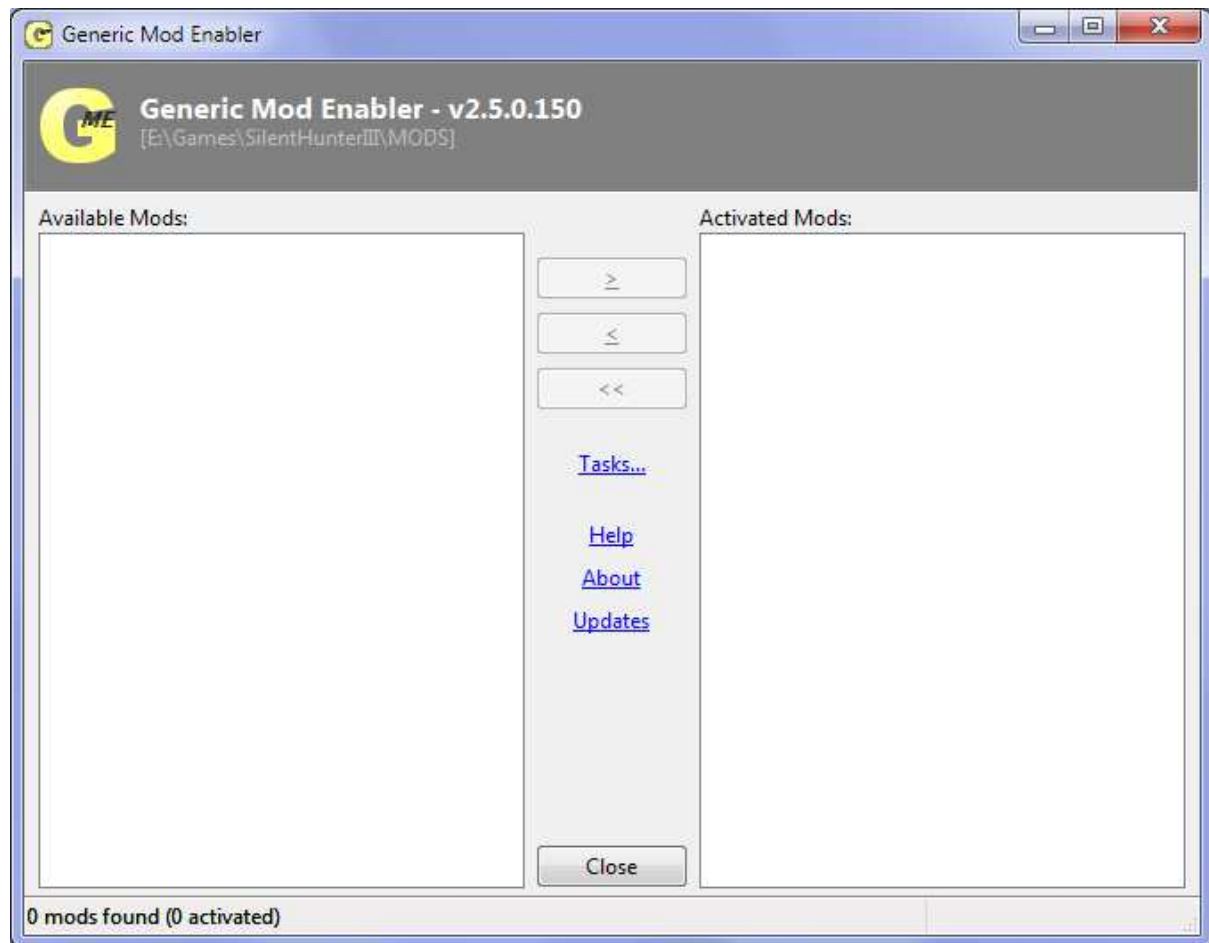 Generic Mod Enabler
G ME
Generic Mod Enabler - v2.5.0.150
[E:\Games\SilentHunterIII\MODS]
Available Mods:
Activated Mods:
>
<
<<
Tasks...
Help
About
Updates
Close
0 mods found (0 activated)